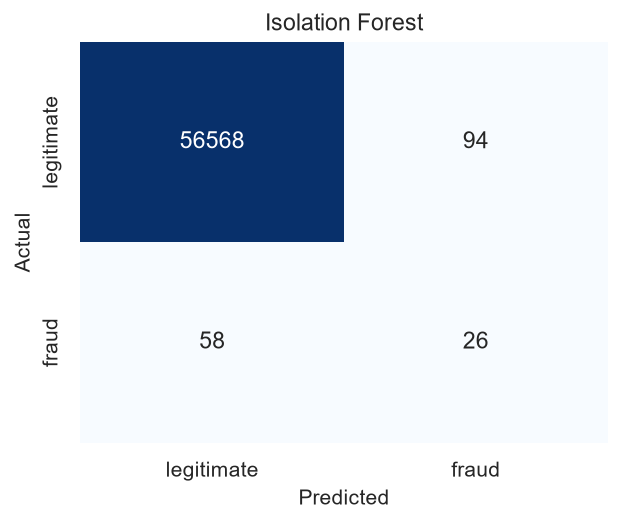 Isolation Forest
Actual
legitimate
56568
94
fraud
58
26
legitimate
fraud
Predicted